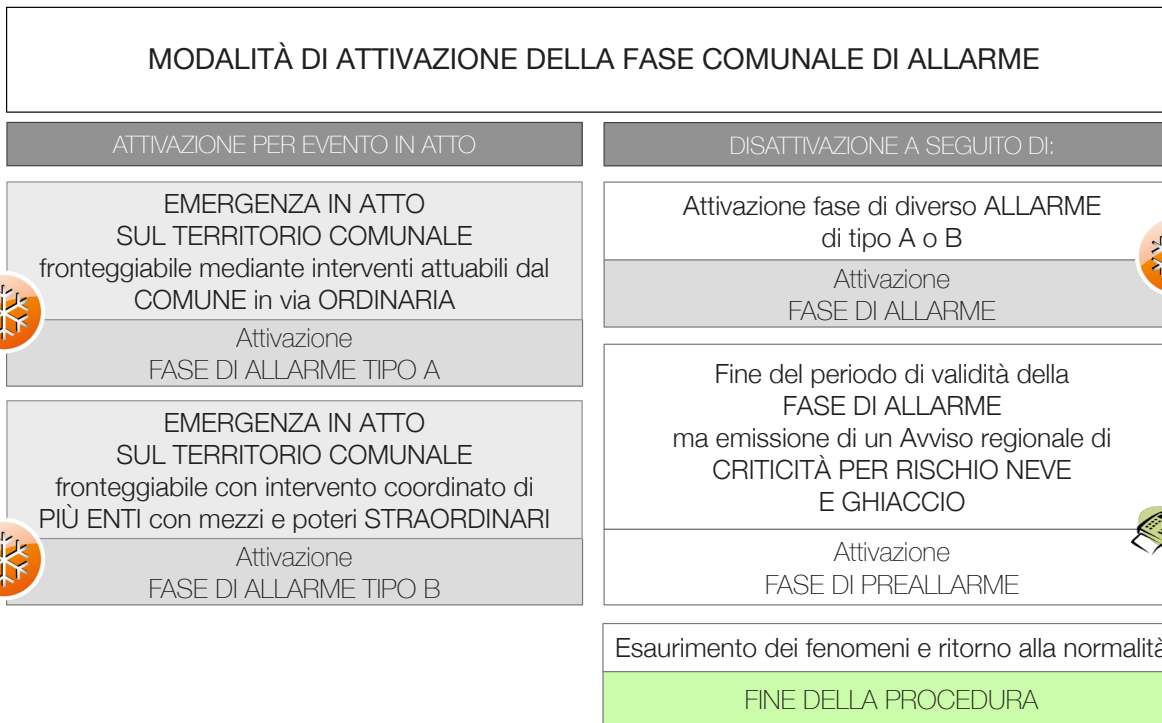 MODALITÀ DI ATTIVAZIONE DELLA FASE COMUNALE DI ALLARME
ATTIVAZIONE PER EVENTO IN ATTO
EMERGENZA IN ATTO
SUL TERRITORIO COMUNALE
fronteggiabile mediante interventi attuabili dal
COMUNE in via ORDINARIA
Attivazione
FASE DI ALLARME TIPO A
EMERGENZA IN ATTO
SUL TERRITORIO COMUNALE
fronteggiabile con intervento coordinato di
PIÙ ENTI con mezzi e poteri STRAORDINARI
Attivazione
FASE DI ALLARME TIPO B
DISATTIVAZIONE A SEGUITO DI:
Attivazione fase di diverso ALLARME
di tipo A o B
Attivazione
FASE DI ALLARME
Fine del periodo di validità della
FASE DI ALLARME
ma emissione di un Avviso regionale di
CRITICITÀ PER RISCHIO NEVE
E GHIACCIO
Attivazione
FASE DI PREALLARME
Esaurimento dei fenomeni e ritorno alla normalità
FINE DELLA PROCEDURA